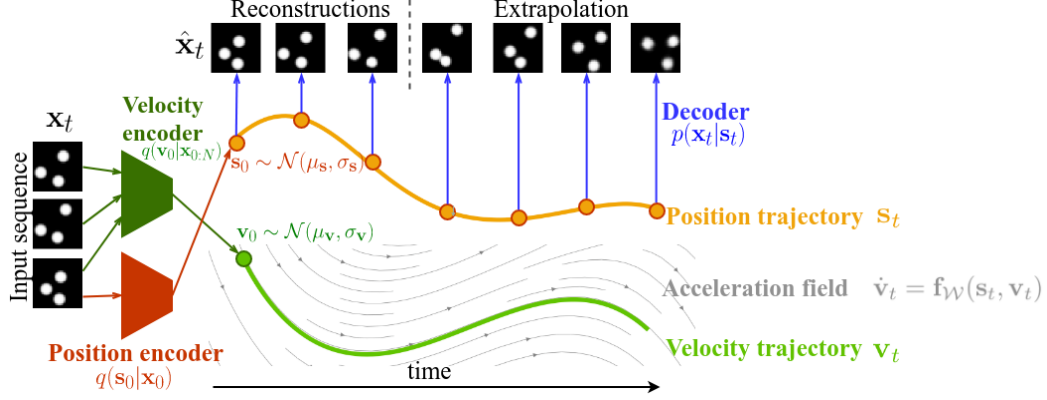 Reconstructions
Extrapolation
x̂_t
Velocity
encoder
q(v_0|x_{0:N})
x_t
Input sequence
s_0 ∼ 𝒩(μ_s, σ_s)
Decoder
p(x_t|s_t)
v_0 ∼ 𝒩(μ_v, σ_v)
Position trajectory s_t
Acceleration field v̇_t = f_𝒲(s_t, v_t)
Position encoder
q(s_0|x_0)
Velocity trajectory v_t
time